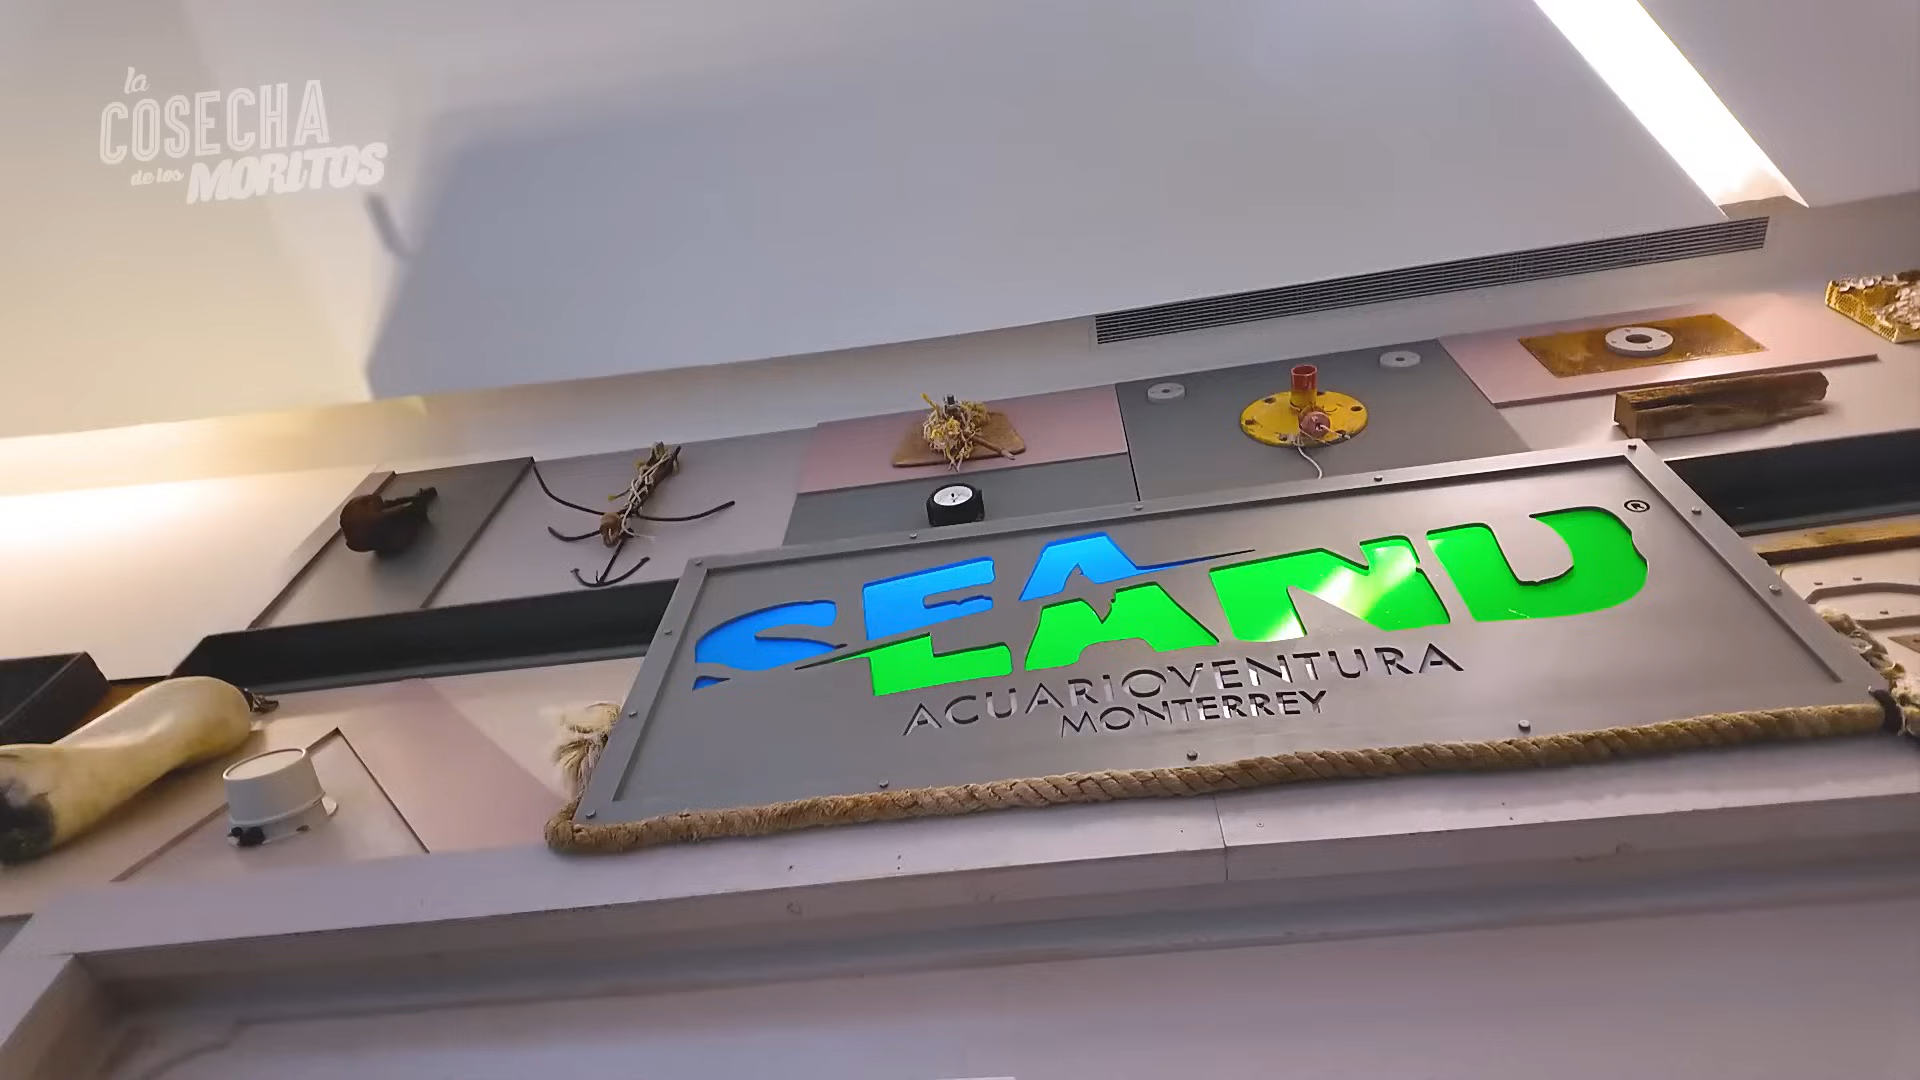 la
COSECHA
de los MORITOS
SEA
LAND®
ACUARIOVENTURA
MONTERREY